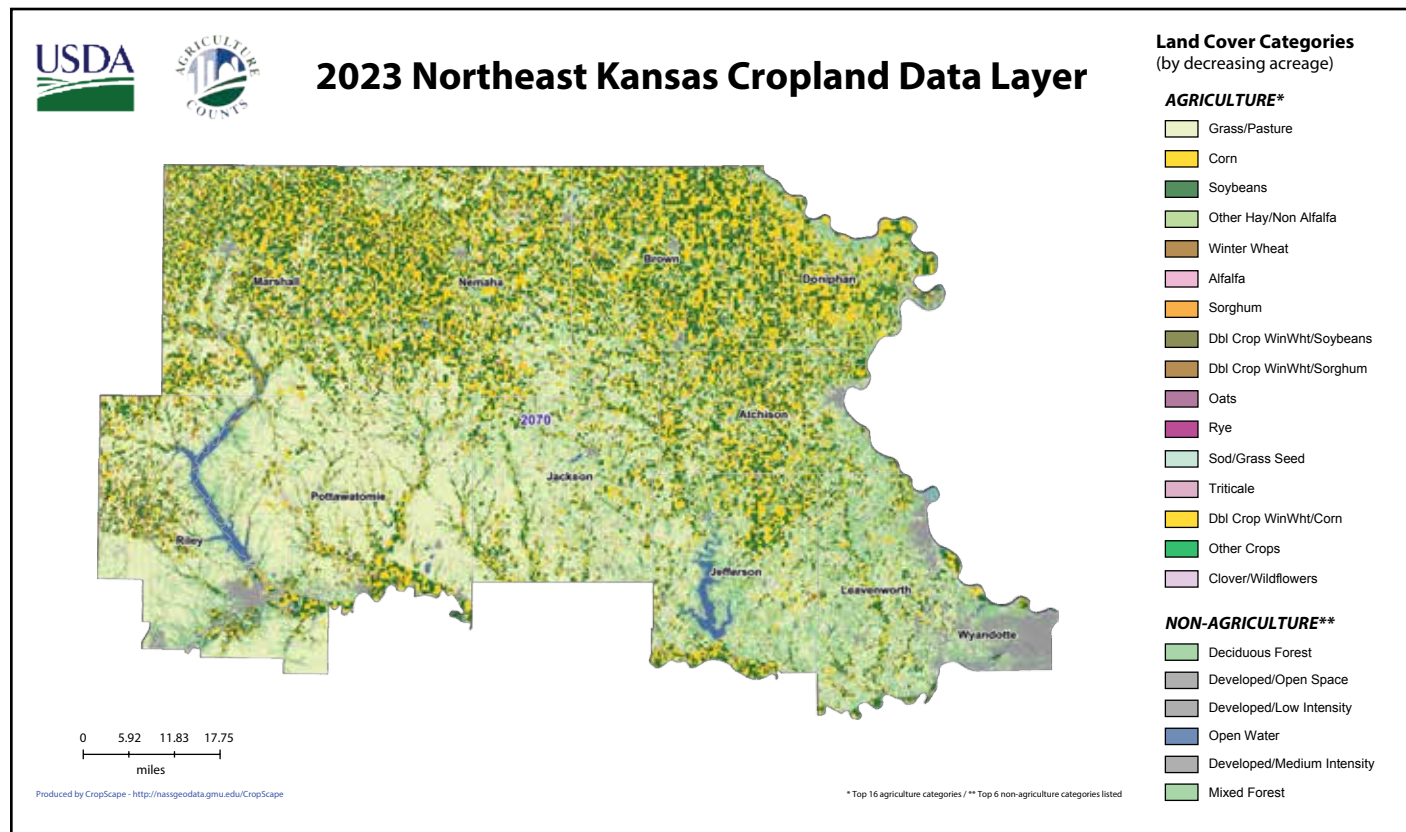 USDA
AGRICULTURE
COUNTS
2023 Northeast Kansas Cropland Data Layer
Land Cover Categories
(by decreasing acreage)
AGRICULTURE*
Grass/Pasture
Corn
Soybeans
Other Hay/Non Alfalfa
Winter Wheat
Alfalfa
Sorghum
Dbl Crop WinWht/Soybeans
Dbl Crop WinWht/Sorghum
Oats
Rye
Sod/Grass Seed
Triticale
Dbl Crop WinWht/Corn
Other Crops
Clover/Wildflowers
NON-AGRICULTURE**
Deciduous Forest
Developed/Open Space
Developed/Low Intensity
Open Water
Developed/Medium Intensity
Mixed Forest
Marshall
Nemaha
Brown
Doniphan
Atchison
2070
Jackson
Pottawatomie
Riley
Jefferson
Leavenworth
Wyandotte
0 5.92 11.83 17.75
miles
Produced by CropScape - http://nassgeodata.gmu.edu/CropScape
* Top 16 agriculture categories / ** Top 6 non-agriculture categories listed